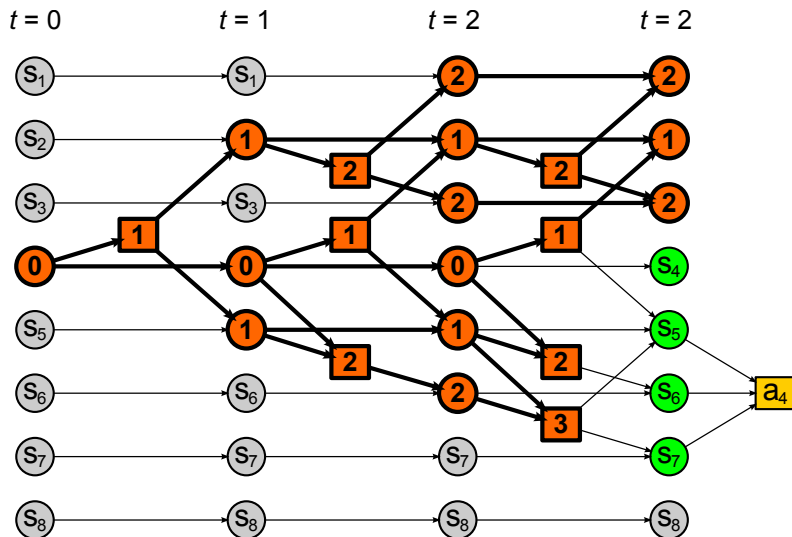 t = 0 t = 1 t = 2 t = 2
s1 s1 2 2
s2 1 1 1
2 2
s3 s3 2 2
1 1 1
0 0 0 s4
s5 1 1 s5
2 2
s6 s6 2 s6 a4
3
s7 s7 s7 s7
s8 s8 s8 s8